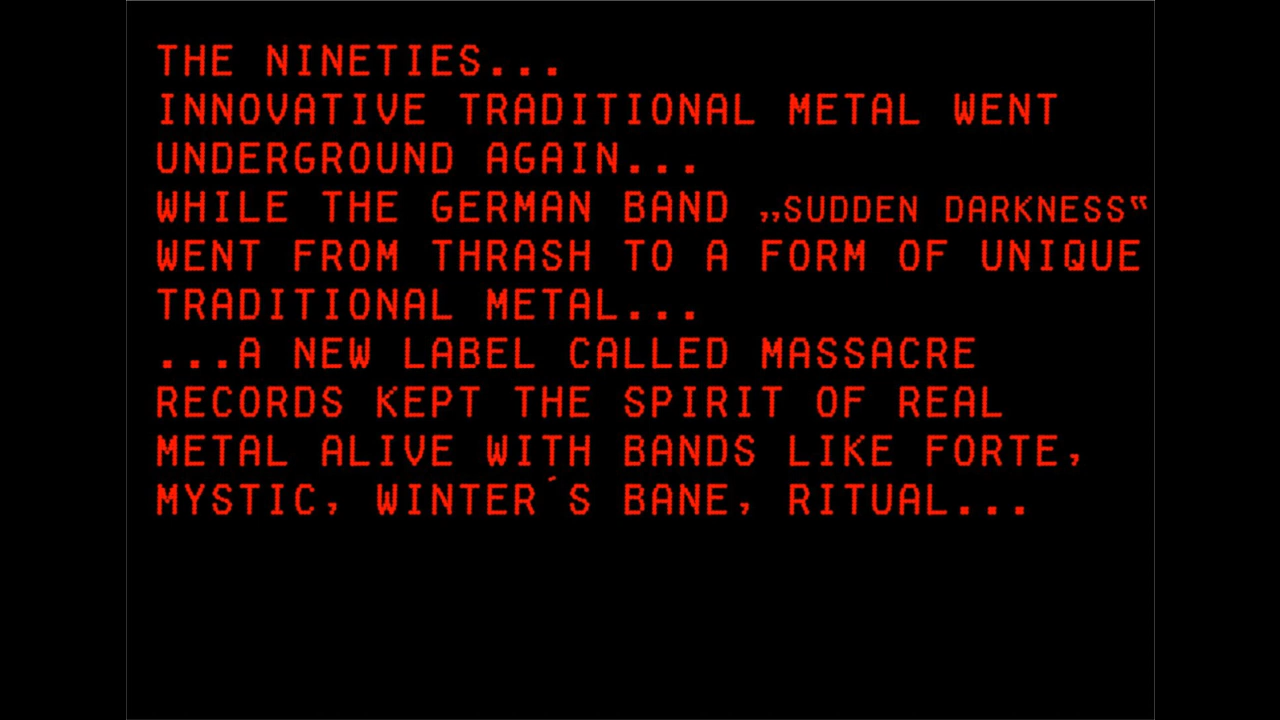 THE NINETIES...
INNOVATIVE TRADITIONAL METAL WENT
UNDERGROUND AGAIN...
WHILE THE GERMAN BAND „SUDDEN DARKNESS“
WENT FROM THRASH TO A FORM OF UNIQUE
TRADITIONAL METAL...
...A NEW LABEL CALLED MASSACRE
RECORDS KEPT THE SPIRIT OF REAL
METAL ALIVE WITH BANDS LIKE FORTE,
MYSTIC, WINTER´S BANE, RITUAL...